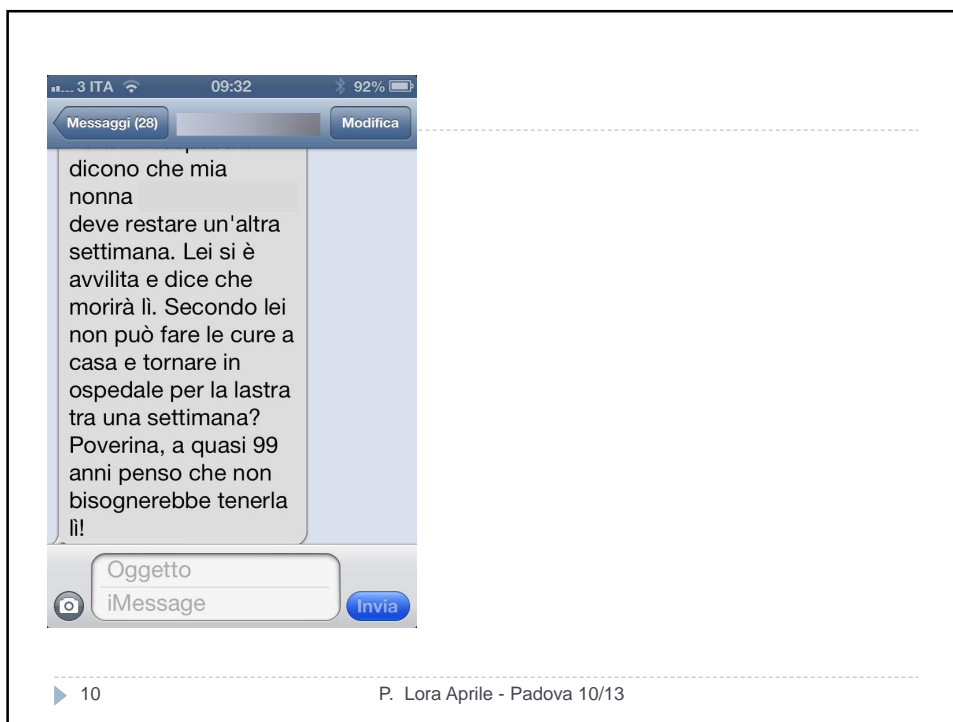 3 ITA 09:32 92%
Messaggi (28) Modifica
dicono che mia
nonna
deve restare un'altra
settimana. Lei si è
avvilita e dice che
morirà lì. Secondo lei
non può fare le cure a
casa e tornare in
ospedale per la lastra
tra una settimana?
Poverina, a quasi 99
anni penso che non
bisognerebbe tenerla
lì!
Oggetto
iMessage
Invia
10 P. Lora Aprile - Padova 10/13